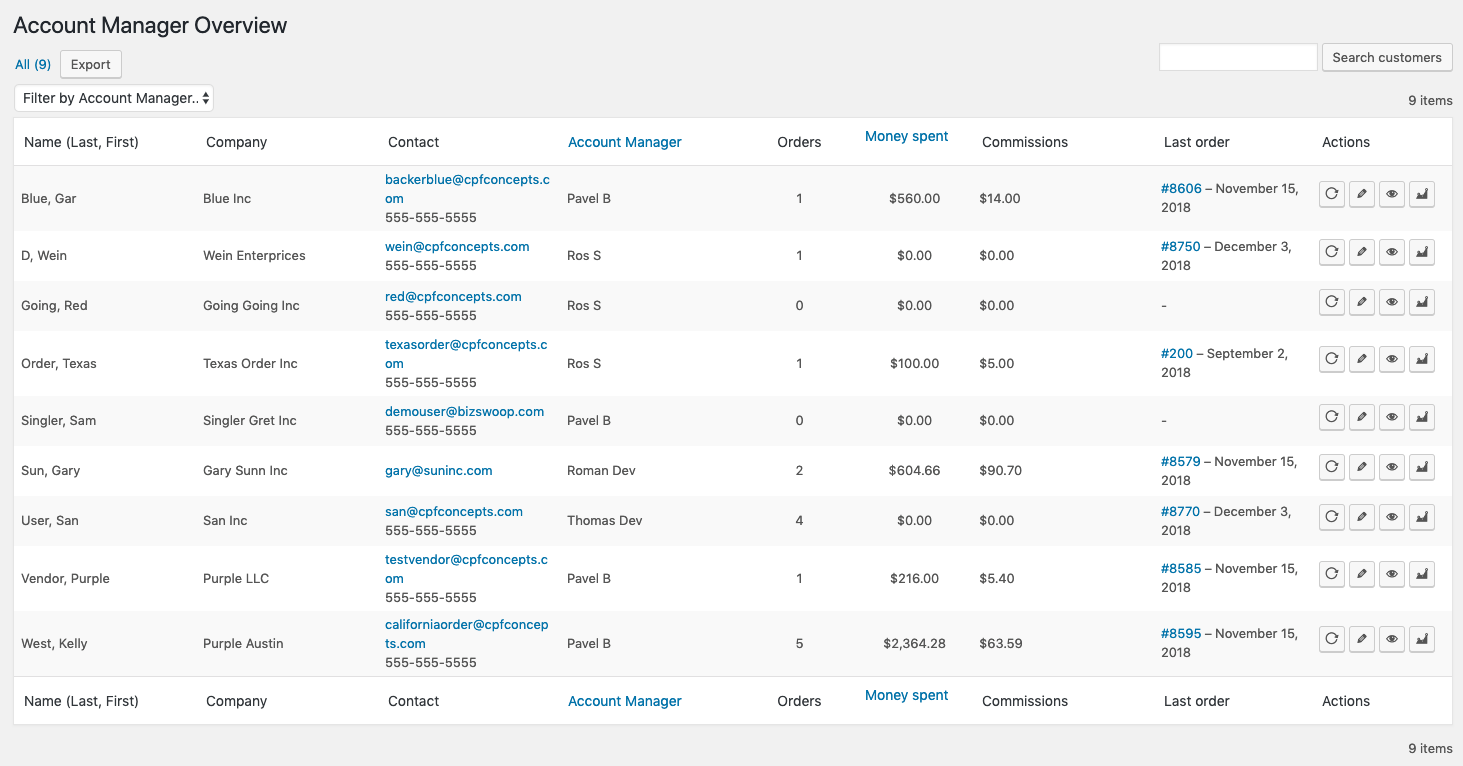 Account Manager Overview
All (9) Export Search customers
Filter by Account Manager..
9 items
Name (Last, First) Company Contact Account Manager Orders Money spent Commissions Last order Actions
Blue, Gar Blue Inc backerblue@cpfconcepts.c Pavel B 1 $560.00 $14.00 #8606 – November 15,
om 2018
555-555-5555
D, Wein Wein Enterprices wein@cpfconcepts.com Ros S 1 $0.00 $0.00 #8750 – December 3,
555-555-5555 2018
Going, Red Going Going Inc red@cpfconcepts.com Ros S 0 $0.00 $0.00 -
555-555-5555
Order, Texas Texas Order Inc texasorder@cpfconcepts.c Ros S 1 $100.00 $5.00 #200 – September 2,
om 2018
555-555-5555
Singler, Sam Singler Gret Inc demouser@bizswoop.com Pavel B 0 $0.00 $0.00 -
555-555-5555
Sun, Gary Gary Sunn Inc gary@suninc.com Roman Dev 2 $604.66 $90.70 #8579 – November 15,
2018
User, San San Inc san@cpfconcepts.com Thomas Dev 4 $0.00 $0.00 #8770 – December 3,
555-555-5555 2018
Vendor, Purple Purple LLC testvendor@cpfconcepts.c Pavel B 1 $216.00 $5.40 #8585 – November 15,
om 2018
555-555-5555
West, Kelly Purple Austin californiaorder@cpfconcep Pavel B 5 $2,364.28 $63.59 #8595 – November 15,
ts.com 2018
555-555-5555
Name (Last, First) Company Contact Account Manager Orders Money spent Commissions Last order Actions
9 items